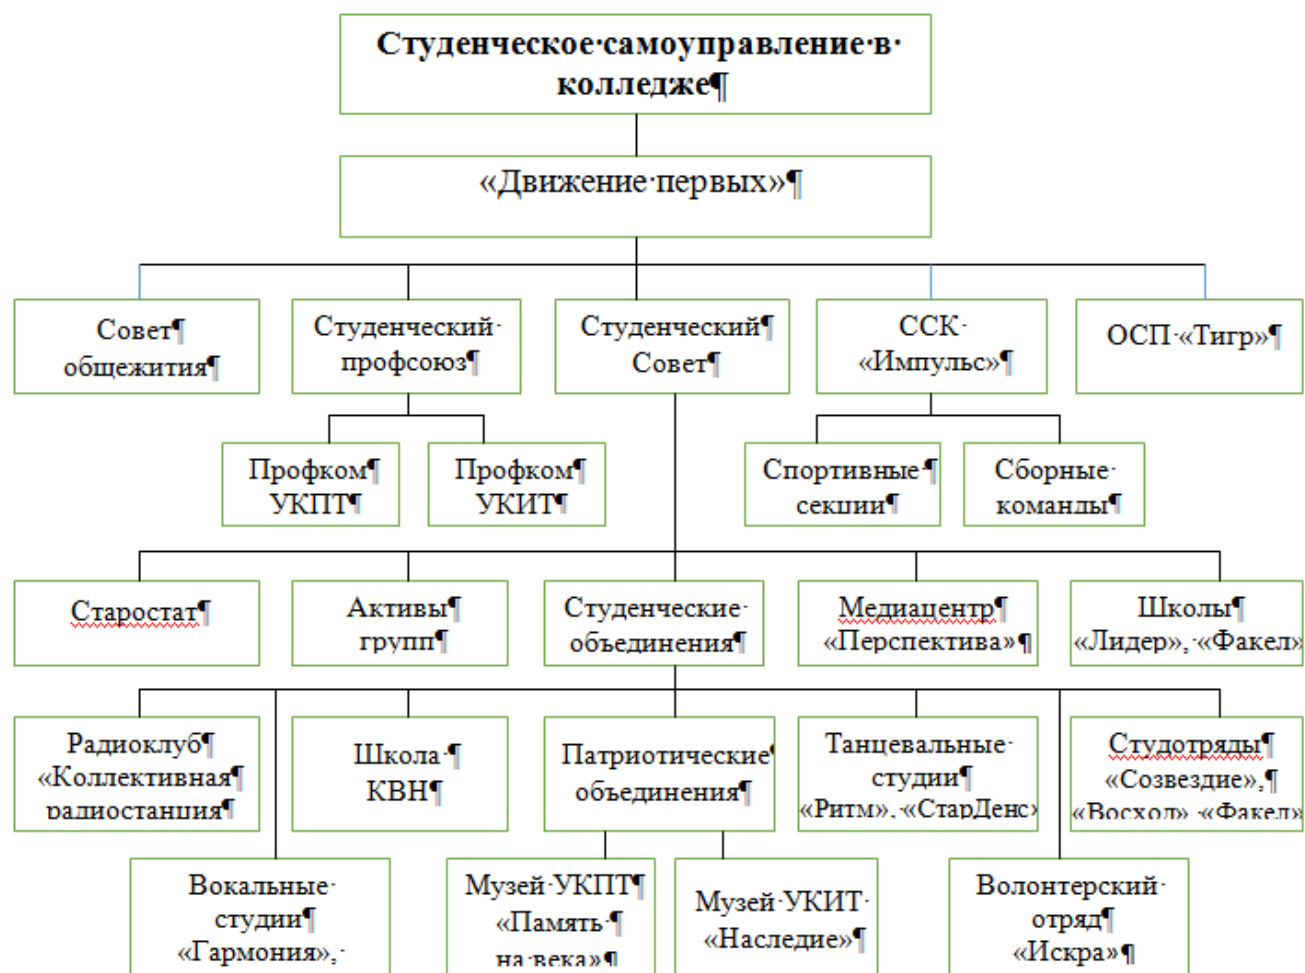 Студенческое самоуправление в
колледже¶
«Движение первых»¶
Совет¶
общежития¶
Студенческий
профсоюз¶
Студенческий¶
Совет¶
ССК
«Импульс»¶
ОСП «Тигр»¶
Профком¶
УКПТ¶
Профком¶
УКИТ¶
Спортивные ¶
секции¶
Сборные
команды¶
Старостат¶
Активы¶
групп¶
Студенческие
объединения¶
Медиацентр¶
«Перспектива»¶
Школы¶
«Лидер», «Факел»
Радиоклуб¶
«Коллективная¶
радиостанция¶
Школа ¶
КВН¶
Патриотические
объединения¶
Танцевальные
студии¶
«Ритм», «СтарДенс»
Студотряды¶
«Созвездие»,¶
«Восход» «Факел»
Вокальные
студии¶
«Гармония»,
Музей УКПТ¶
«Память ¶
на века»¶
Музей УКИТ
«Наследие»¶
Волонтерский
отряд¶
«Искра»¶